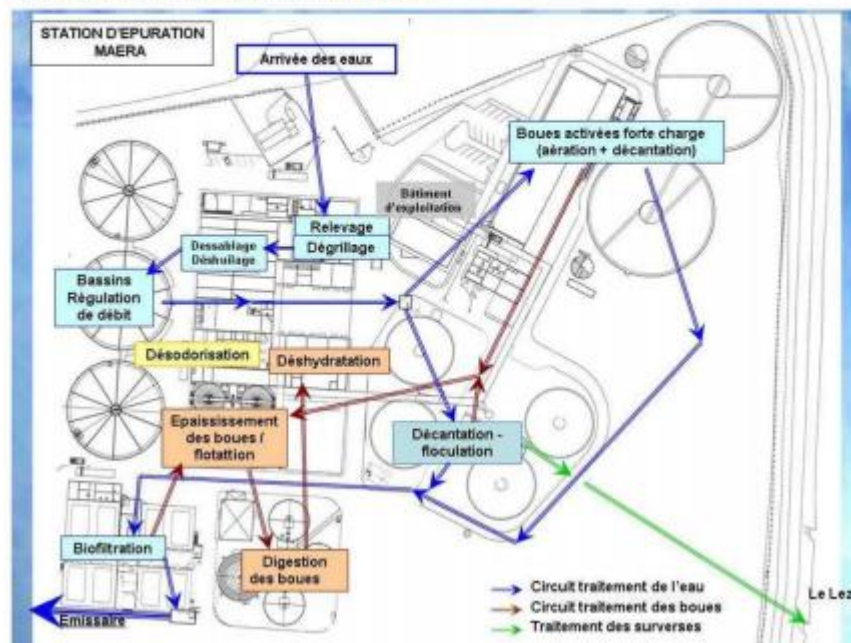 STATION D'EPURATION
MAERA
Arrivée des eaux
Boues activées forte charge
(aération + décantation)
Bâtiment
d'exploitation
Relevage
Dégrillage
Dessablage
Déshuilage
Bassins
Règulation
de débit
Désodorisation
Déshydratation
Epaississement
des boues /
flotattion
Décantation -
floculation
Biofiltration
Digestion
des boues
Emissaire
Le Lez
Circuit traitement de l'eau
Circuit traitement des boues
Traitement des surverses